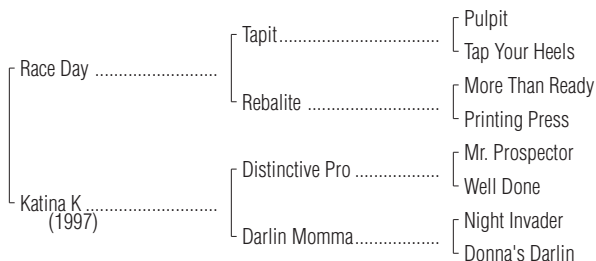 Pulpit
Tapit..................................
Tap Your Heels
Race Day ..........................
More Than Ready
Rebalite ............................
Printing Press
Mr. Prospector
Distinctive Pro ..................
Well Done
Katina K ............................
(1997)
Night Invader
Darlin Momma..................
Donna's Darlin